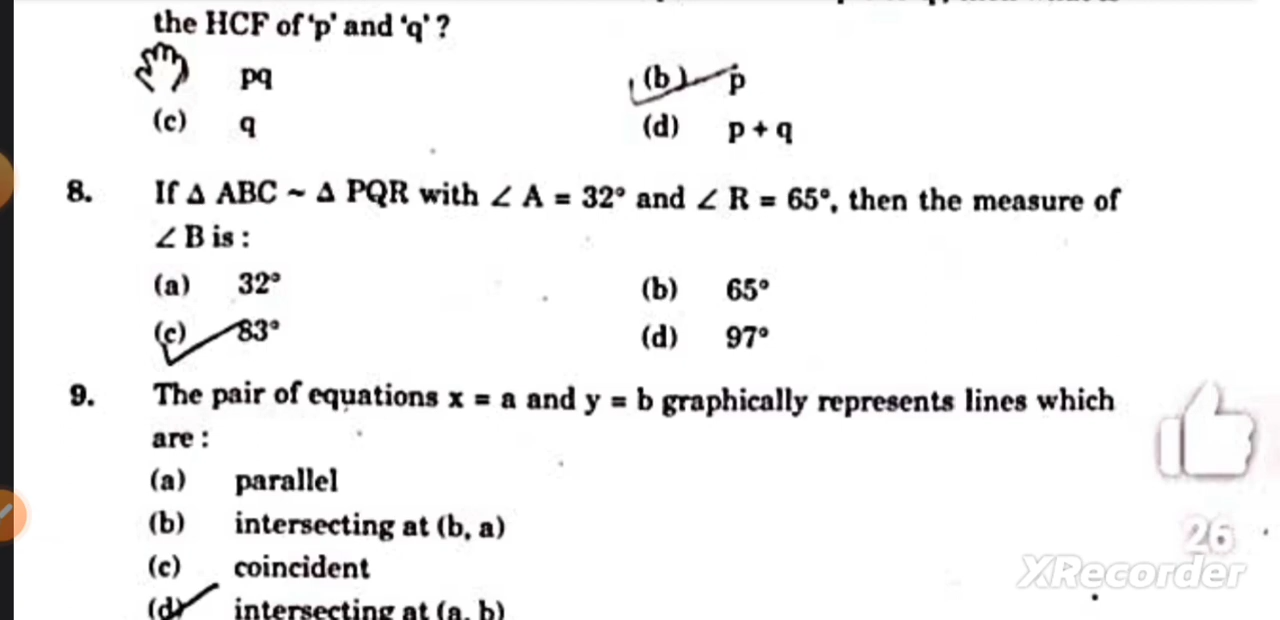 the HCF of 'p' and 'q' ?
pq
(b) p
(c) q
(d) p + q
8. If Δ ABC ~ Δ PQR with ∠ A = 32° and ∠ R = 65°, then the measure of
∠ B is :
(a) 32°
(b) 65°
(c) 83°
(d) 97°
9. The pair of equations x = a and y = b graphically represents lines which
are :
(a) parallel
(b) intersecting at (b, a)
(c) coincident
(d) intersecting at (a, b)
26
XRecorder